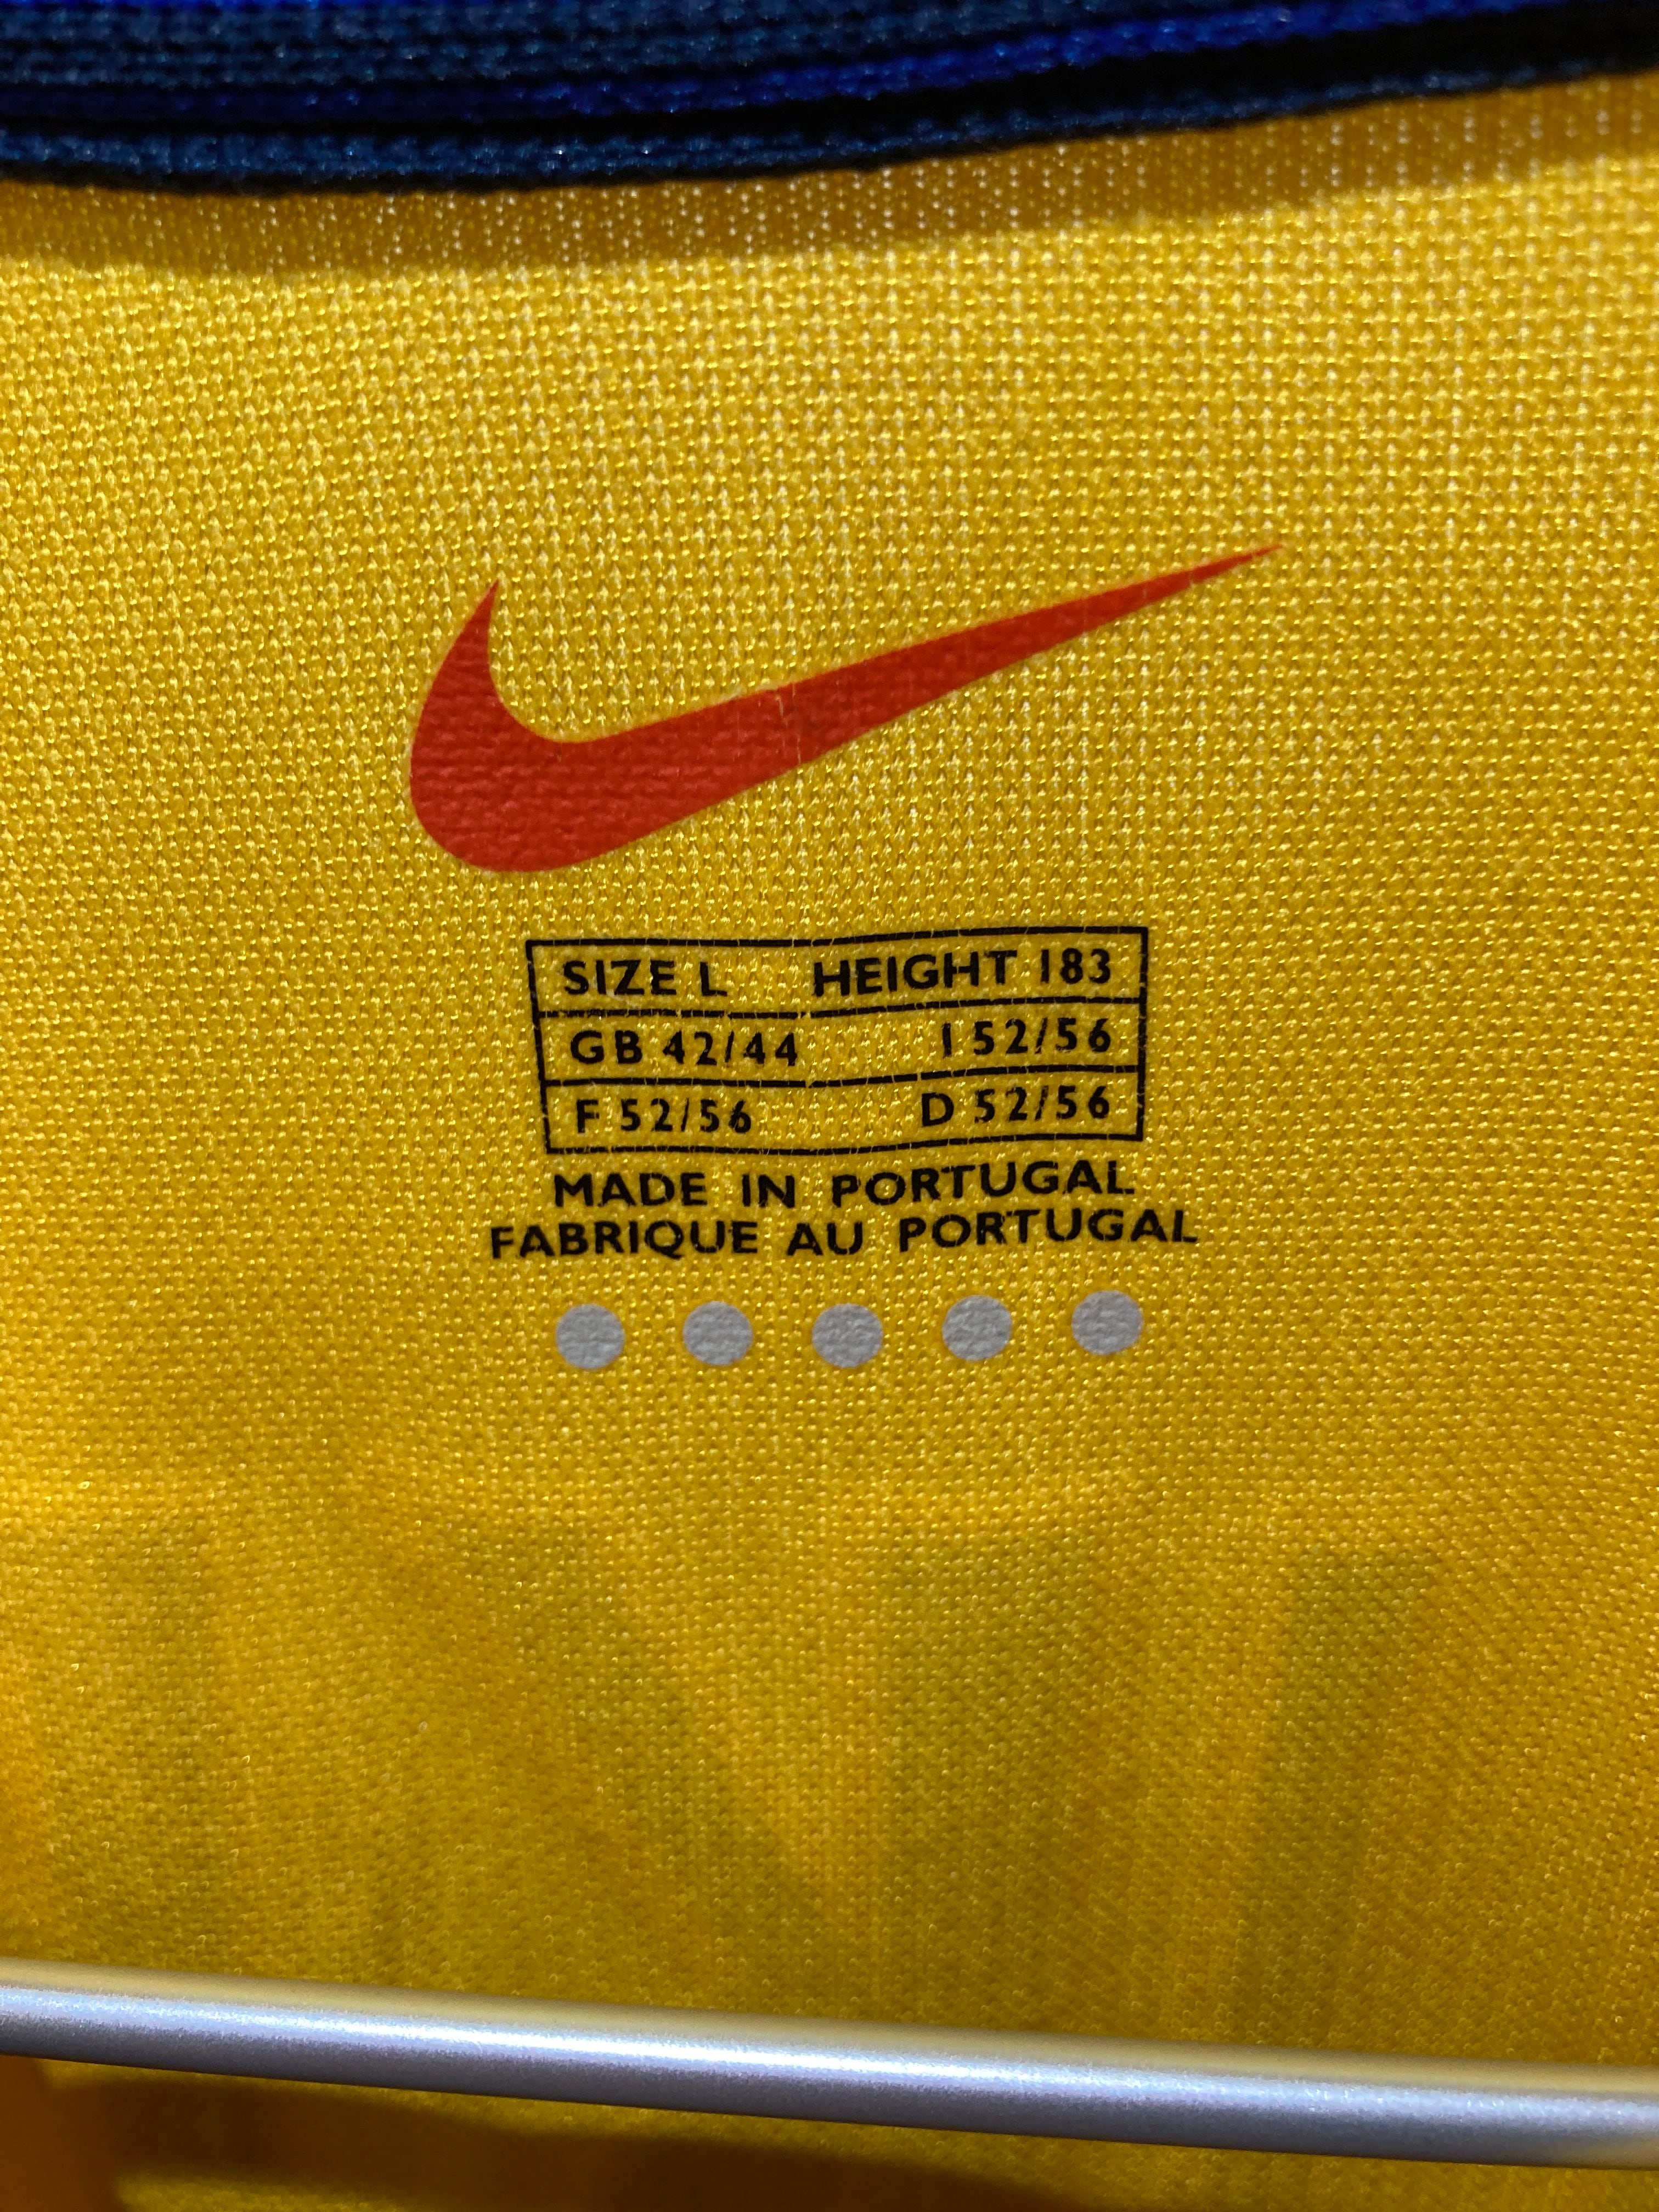 SIZE L HEIGHT 183
GB 42/44 I 52/56
F 52/56 D 52/56
MADE IN PORTUGAL
FABRIQUE AU PORTUGAL